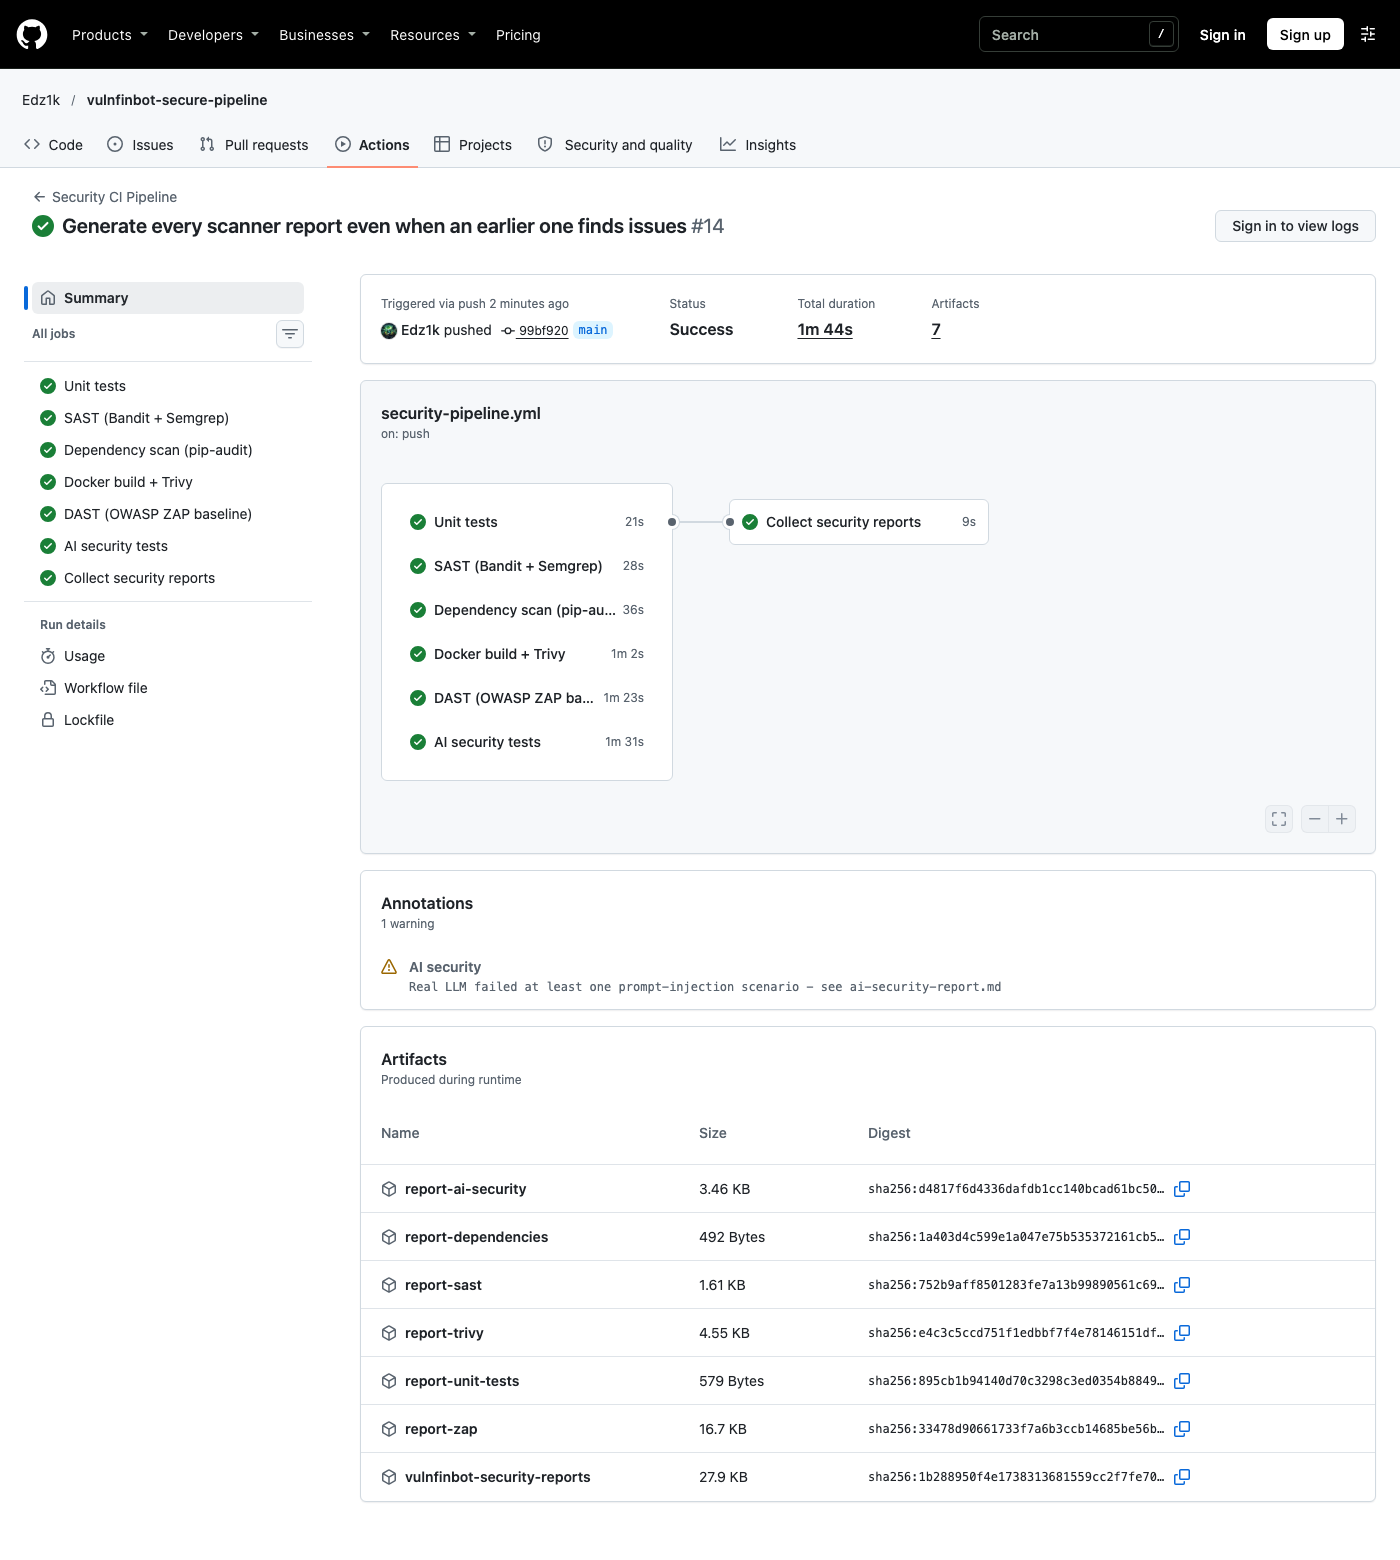 Products
Developers
Businesses
Resources
Pricing
Search
/
Sign in
Sign up
Edz1k / vulnfinbot-secure-pipeline
Code
Issues
Pull requests
Actions
Projects
Security and quality
Insights
Security CI Pipeline
Generate every scanner report even when an earlier one finds issues #14
Sign in to view logs
Summary
All jobs
Unit tests
SAST (Bandit + Semgrep)
Dependency scan (pip-audit)
Docker build + Trivy
DAST (OWASP ZAP baseline)
AI security tests
Collect security reports
Run details
Usage
Workflow file
Lockfile
Triggered via push 2 minutes ago
Edz1k pushed 99bf920 main
Status
Success
Total duration
1m 44s
Artifacts
7
security-pipeline.yml
on: push
Unit tests 21s
SAST (Bandit + Semgrep) 28s
Dependency scan (pip-au... 36s
Docker build + Trivy 1m 2s
DAST (OWASP ZAP ba... 1m 23s
AI security tests 1m 31s
Collect security reports 9s
Annotations
1 warning
AI security
Real LLM failed at least one prompt-injection scenario - see ai-security-report.md
Artifacts
Produced during runtime
Name Size Digest
report-ai-security 3.46 KB sha256:d4817f6d4336dafdb1cc140bcad61bc50…
report-dependencies 492 Bytes sha256:1a403d4c599e1a047e75b535372161cb5…
report-sast 1.61 KB sha256:752b9aff8501283fe7a13b99890561c69…
report-trivy 4.55 KB sha256:e4c3c5ccd751f1edbbf7f4e78146151df…
report-unit-tests 579 Bytes sha256:895cb1b94140d70c3298c3ed0354b8849…
report-zap 16.7 KB sha256:33478d90661733f7a6b3ccb14685be56b…
vulnfinbot-security-reports 27.9 KB sha256:1b288950f4e1738313681559cc2f7fe70…